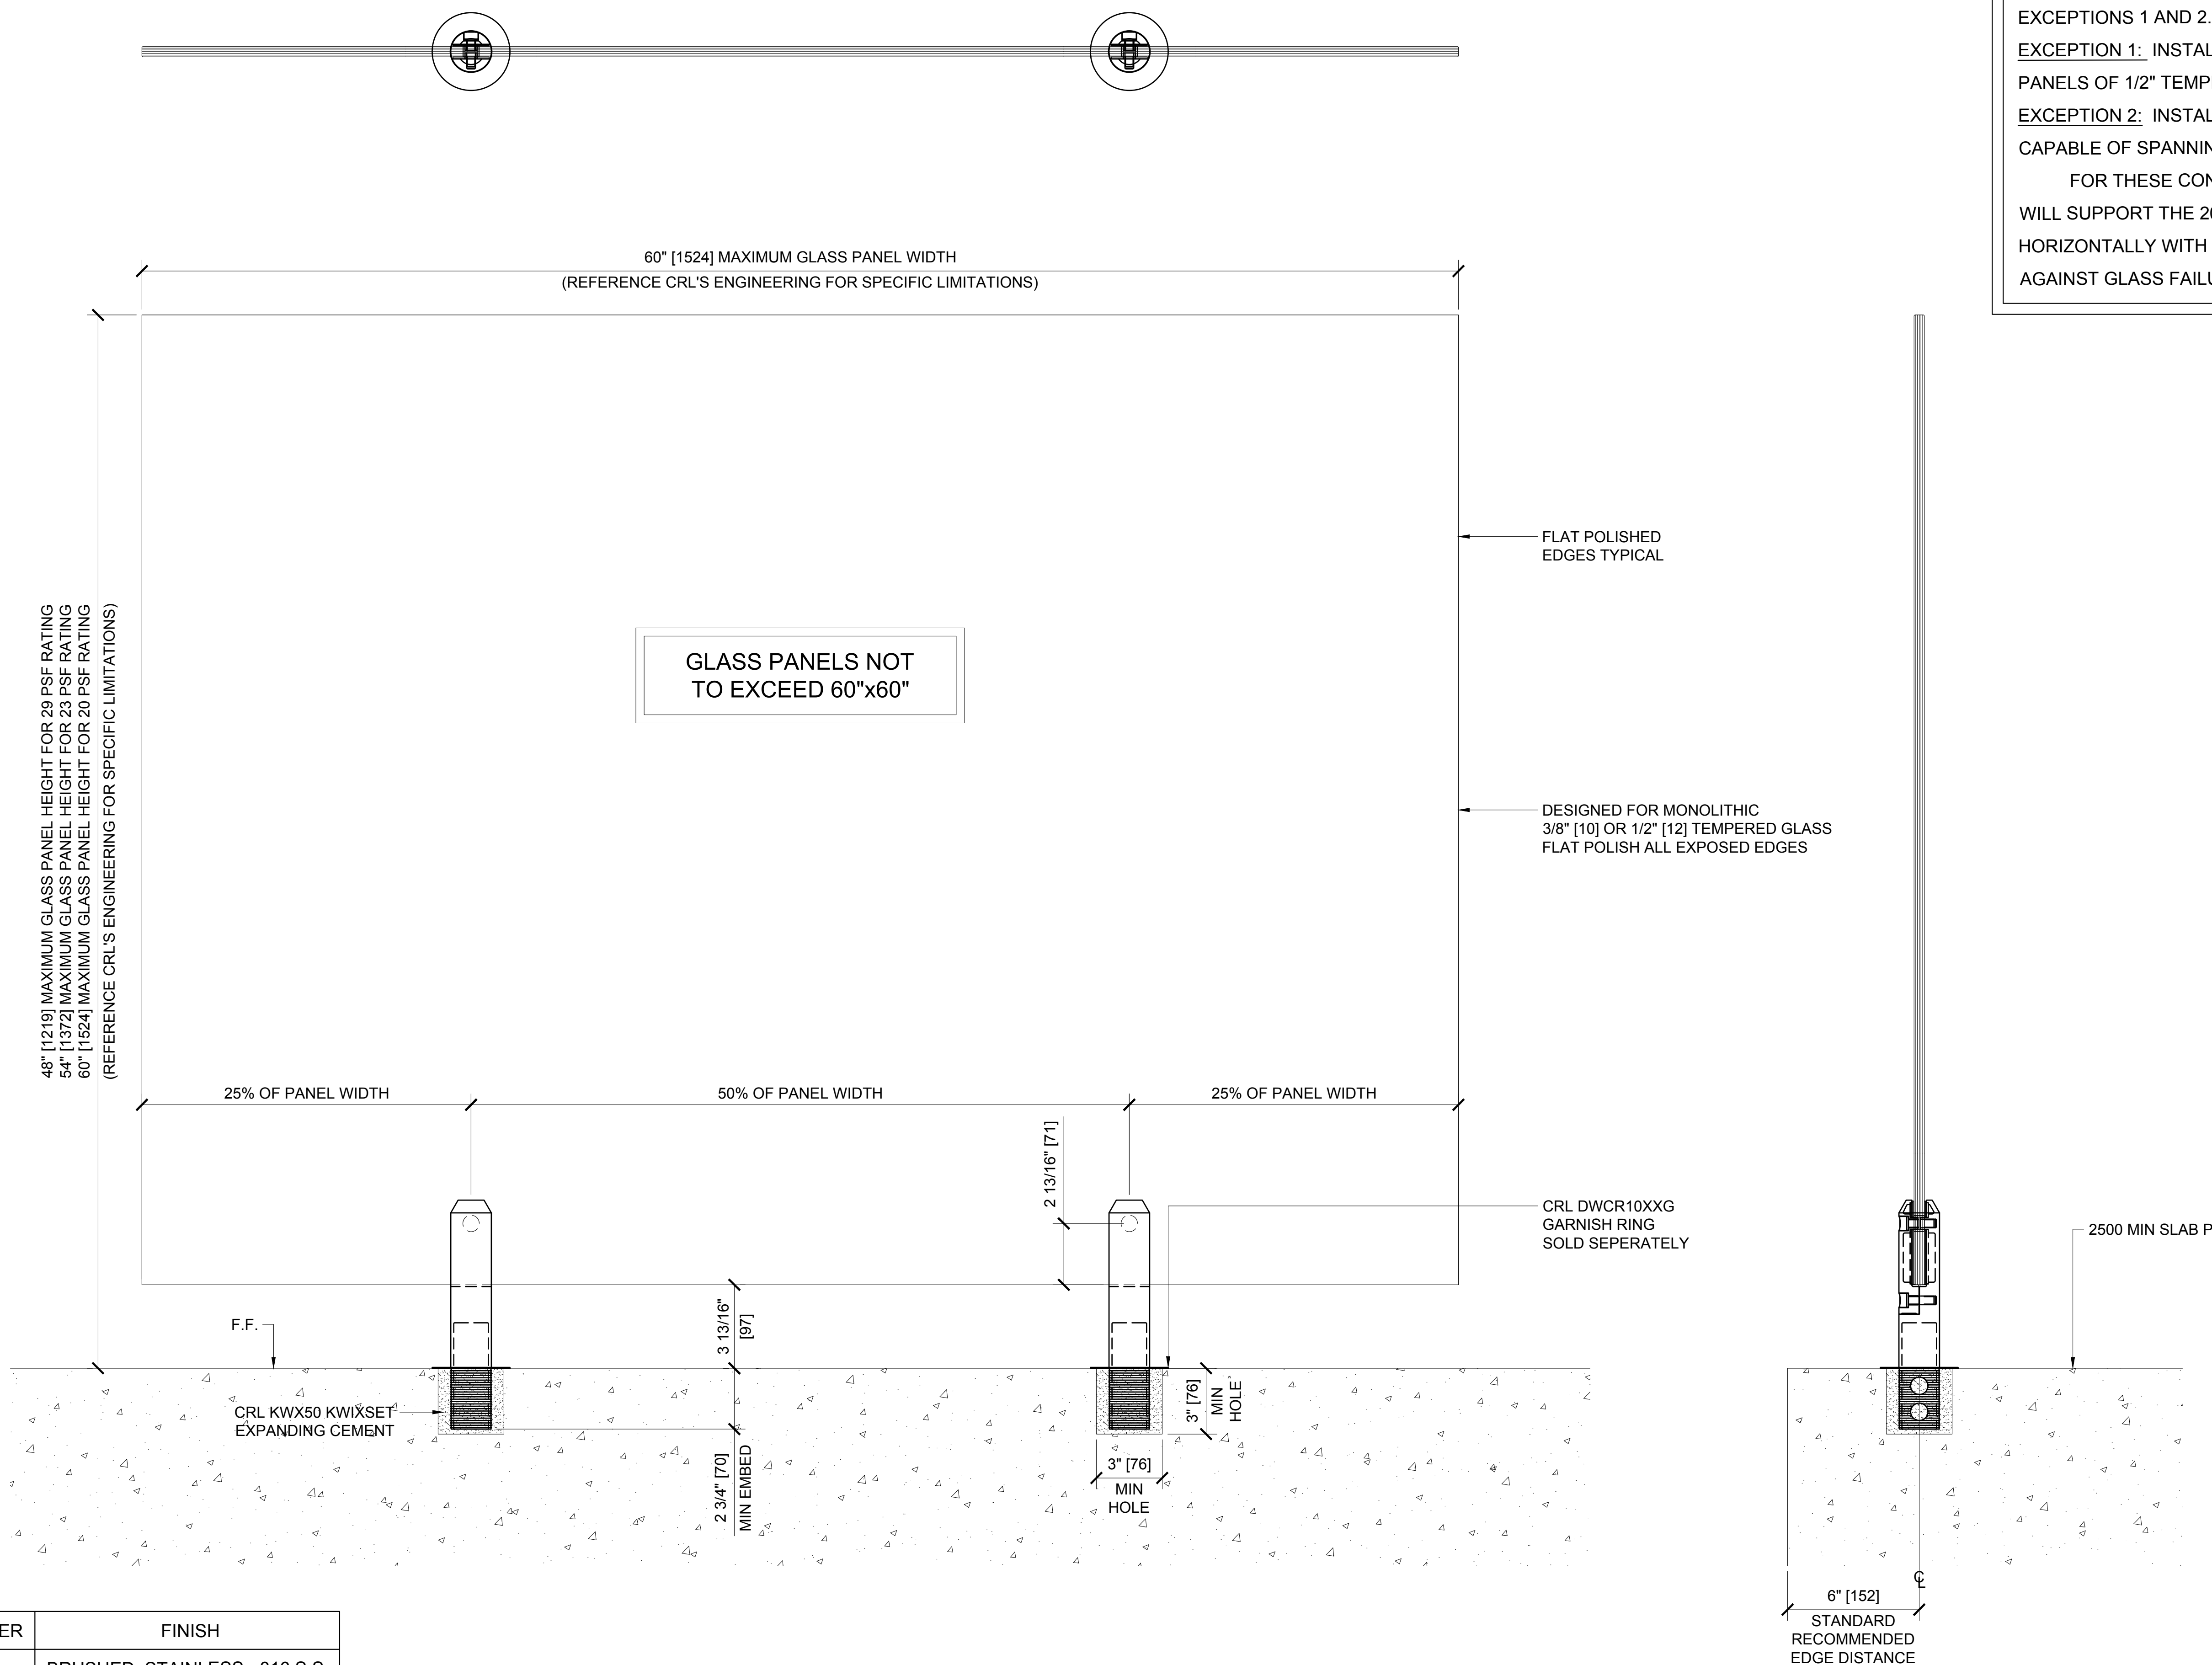 EXCEPTIONS 1 AND 2.
EXCEPTION 1: INSTAL
PANELS OF 1/2" TEMP
EXCEPTION 2: INSTAL
CAPABLE OF SPANNIN
FOR THESE CON
WILL SUPPORT THE
HORIZONTALLY WITH
AGAINST GLASS FAILU
60" [1524] MAXIMUM GLASS PANEL WIDTH
(REFERENCE CRL'S ENGINEERING FOR SPECIFIC LIMITATIONS)
48" [1219] MAXIMUM GLASS PANEL HEIGHT FOR 29 PSF RATING
54" [1372] MAXIMUM GLASS PANEL HEIGHT FOR 23 PSF RATING
60" [1524] MAXIMUM GLASS PANEL HEIGHT FOR 20 PSF RATING
(REFERENCE CRL'S ENGINEERING FOR SPECIFIC LIMITATIONS)
FLAT POLISHED
EDGES TYPICAL
GLASS PANELS NOT
TO EXCEED 60"x60"
DESIGNED FOR MONOLITHIC
3/8" [10] OR 1/2" [12] TEMPERED GLASS
FLAT POLISH ALL EXPOSED EDGES
25% OF PANEL WIDTH
50% OF PANEL WIDTH
25% OF PANEL WIDTH
2 13/16" [71]
CRL DWCR10XXG
GARNISH RING
SOLD SEPERATELY
2500 MIN SLAB P
F.F.
3 13/16"
[97]
CRL KWX50 KWIXSET
EXPANDING CEMENT
3" [76]
MIN
HOLE
2 3/4" [70]
MIN EMBED
3" [76]
MIN
HOLE
℄
6" [152]
STANDARD
RECOMMENDED
EDGE DISTANCE
ER
FINISH
BRUSHED STAINLESS